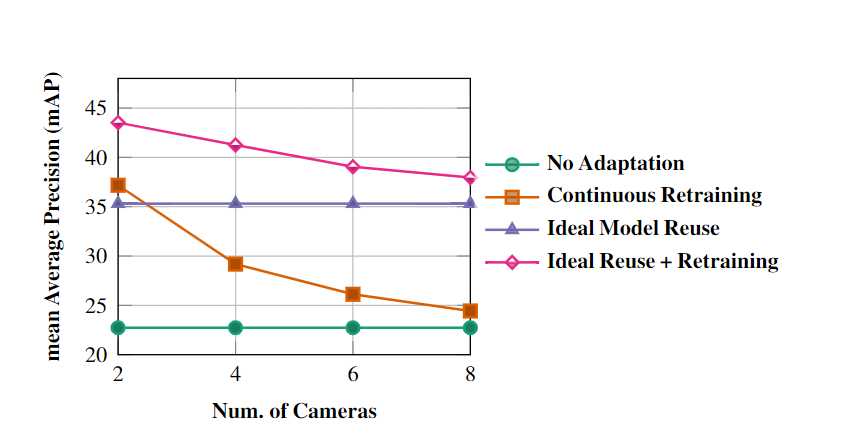 mean Average Precision (mAP)
45
40
35
30
25
20
2 4 6 8
Num. of Cameras
No Adaptation
Continuous Retraining
Ideal Model Reuse
Ideal Reuse + Retraining